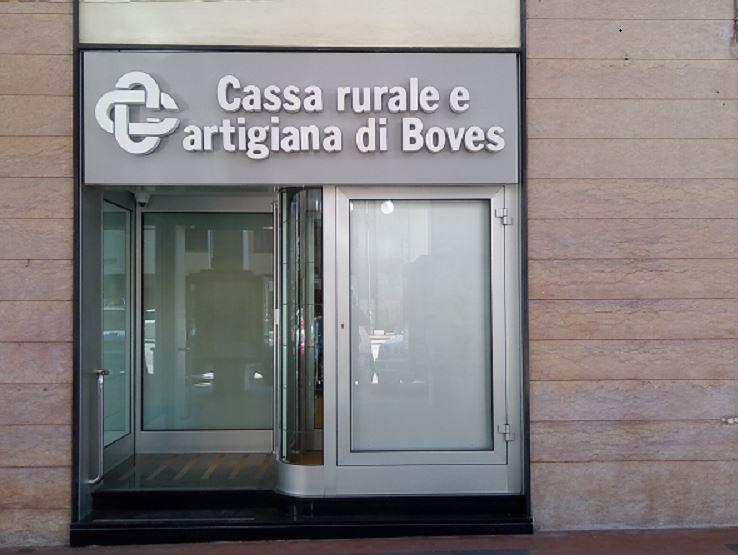 Cassa rurale e
artigiana di Boves